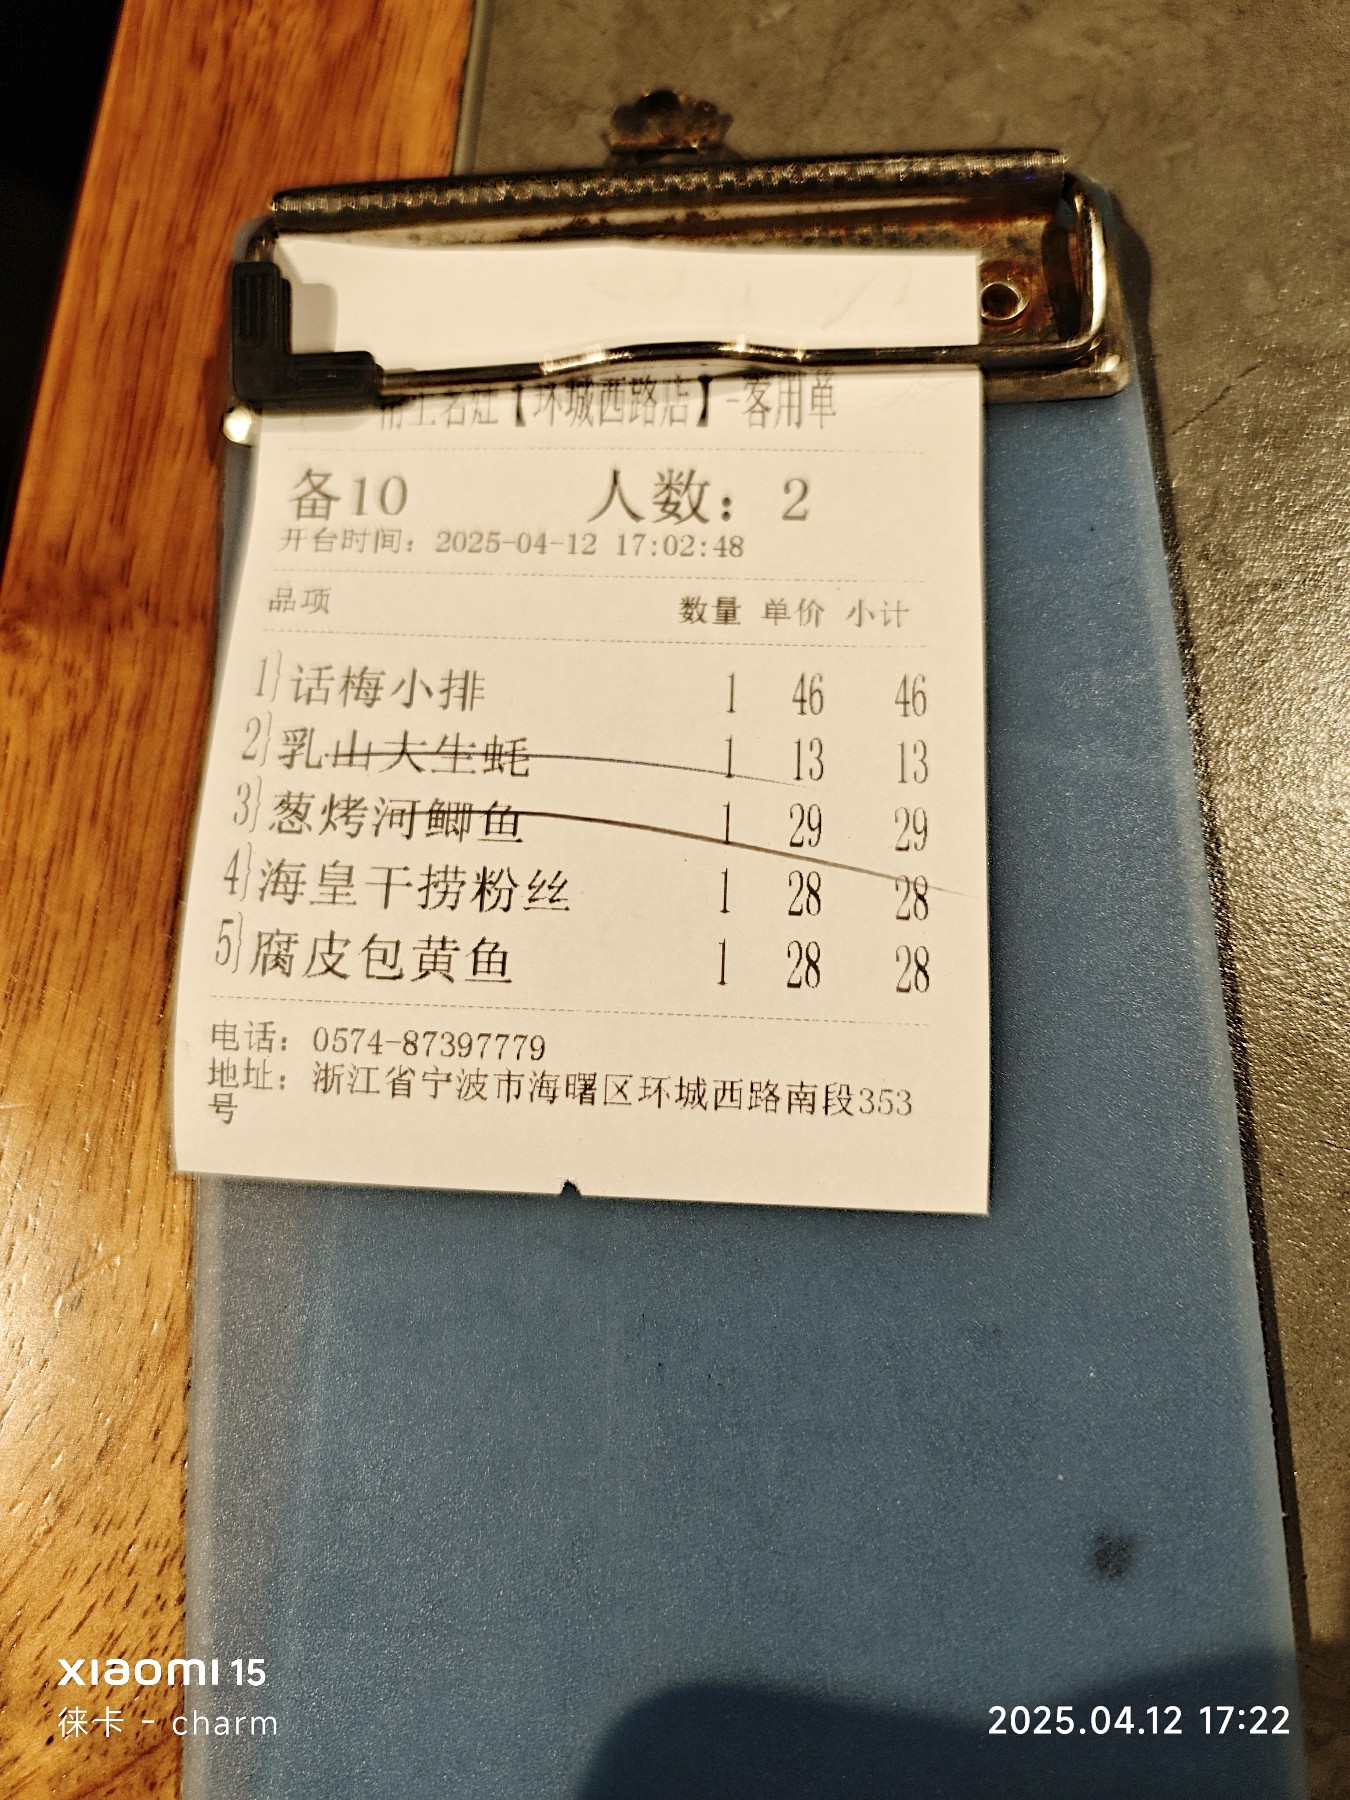 【环城西路店】-客用单
备10 人数：2
开台时间：2025-04-12 17:02:48
品项 数量 单价 小计
1}话梅小排 1 46 46
2}乳山大生蚝 1 13 13
3}葱烤河鲫鱼 1 29 29
4}海皇干捞粉丝 1 28 28
5}腐皮包黄鱼 1 28 28
电话：0574-87397779
地址：浙江省宁波市海曙区环城西路南段353
号
xiaomi 15
徕卡 - charm
2025.04.12 17:22